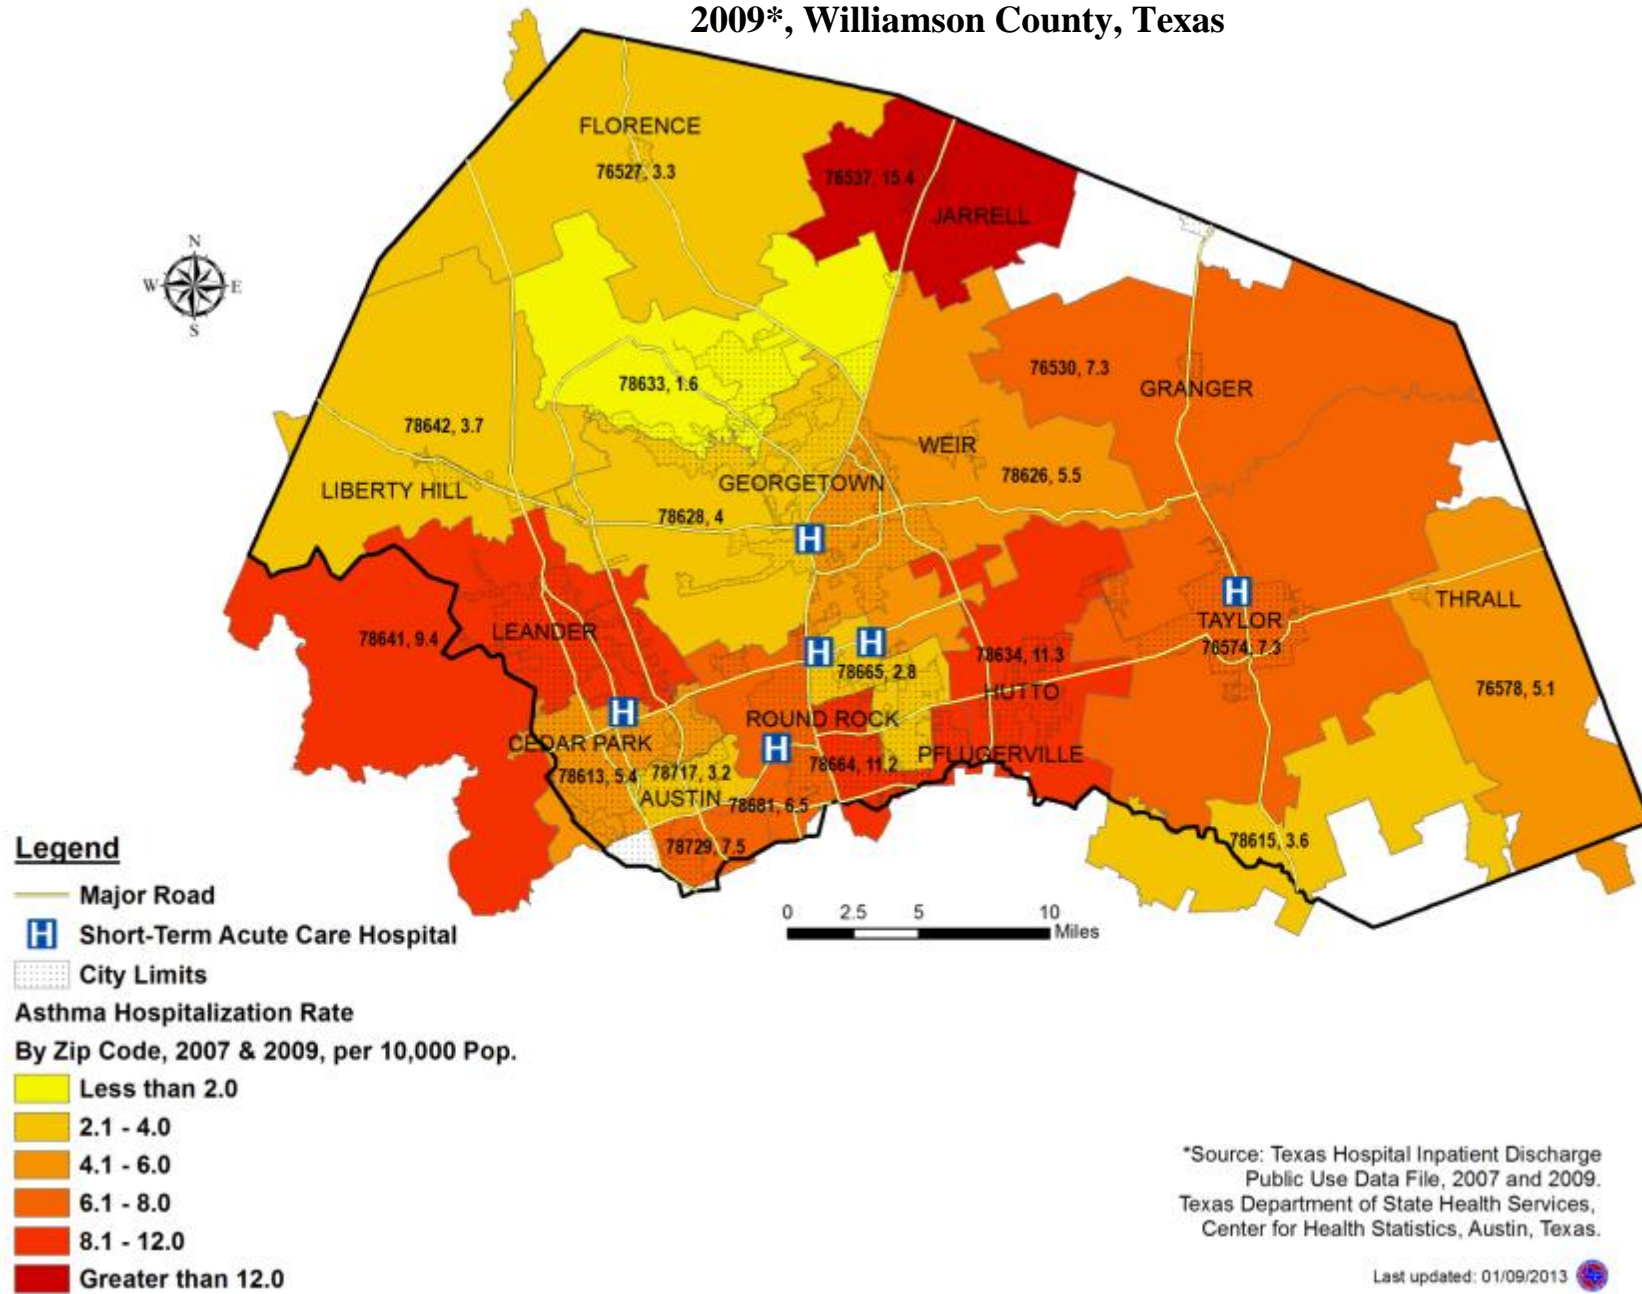 2009*, Williamson County, Texas
FLORENCE
76527, 3.3
76537, 15.4
JARRELL
N
W E
S
78633, 1.6
76530, 7.3
GRANGER
78642, 3.7
WEIR
78626, 5.5
LIBERTY HILL
GEORGETOWN
78628, 4
H
H
THRALL
TAYLOR
78641, 9.4
LEANDER
H
H
78665, 2.8
78634, 11.3
76574, 7.3
76578, 5.1
HUTTO
H
ROUND ROCK
CEDAR PARK
H
PFLUGERVILLE
78613, 5.4
78717, 3.2
78664, 11.2
AUSTIN
78681, 6.5
78729, 7.5
78615, 3.6
0 2.5 5 10
Miles
Legend
Major Road
H Short-Term Acute Care Hospital
City Limits
Asthma Hospitalization Rate
By Zip Code, 2007 & 2009, per 10,000 Pop.
Less than 2.0
2.1 - 4.0
4.1 - 6.0
6.1 - 8.0
8.1 - 12.0
Greater than 12.0
*Source: Texas Hospital Inpatient Discharge
Public Use Data File, 2007 and 2009.
Texas Department of State Health Services,
Center for Health Statistics, Austin, Texas.
Last updated: 01/09/2013